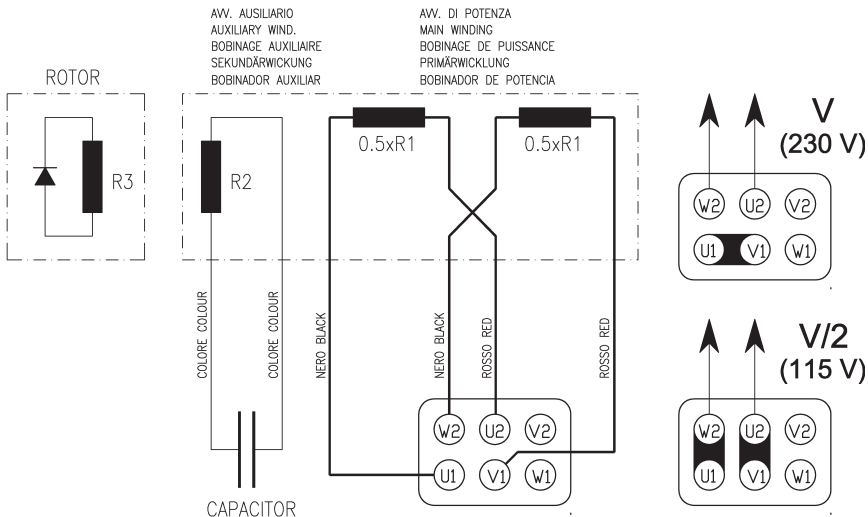 AVV. AUSILIARIO
AUXILIARY WIND.
BOBINAGE AUXILIAIRE
SEKUNDÄRWICKUNG
BOBINADOR AUXILIAR
AVV. DI POTENZA
MAIN WINDING
BOBINAGE DE PUISSANCE
PRIMÄRWICKLUNG
BOBINADOR DE POTENCIA
ROTOR
R3
R2
0.5xR1
0.5xR1
COLORE COLOUR
COLORE COLOUR
NERO BLACK
NERO BLACK
ROSSO RED
ROSSO RED
CAPACITOR
W2 U2 V2
U1 V1 W1
V
(230 V)
W2 U2 V2
U1 V1 W1
V/2
(115 V)
W2 U2 V2
U1 V1 W1